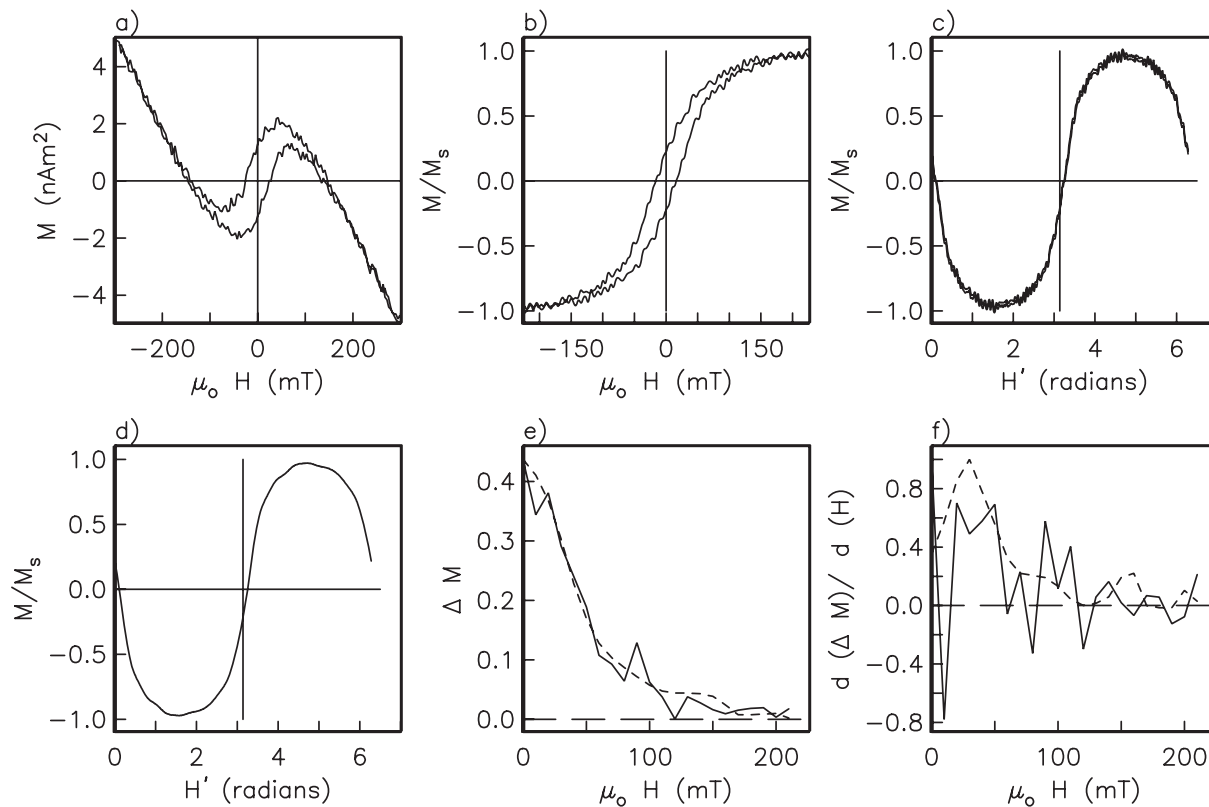 a)
M (nAm²)
4
2
0
−2
−4
−200 0 200
μₒ H (mT)
b)
M/Mₛ
1.0
0.5
0.0
−0.5
−1.0
−150 0 150
μₒ H (mT)
c)
M/Mₛ
1.0
0.5
0.0
−0.5
−1.0
0 2 4 6
H' (radians)
d)
M/Mₛ
1.0
0.5
0.0
−0.5
−1.0
0 2 4 6
H' (radians)
e)
Δ M
0.4
0.3
0.2
0.1
0.0
0 100 200
μₒ H (mT)
f)
d (Δ M)/ d (H)
0.8
0.4
0.0
−0.4
−0.8
0 100 200
μₒ H (mT)